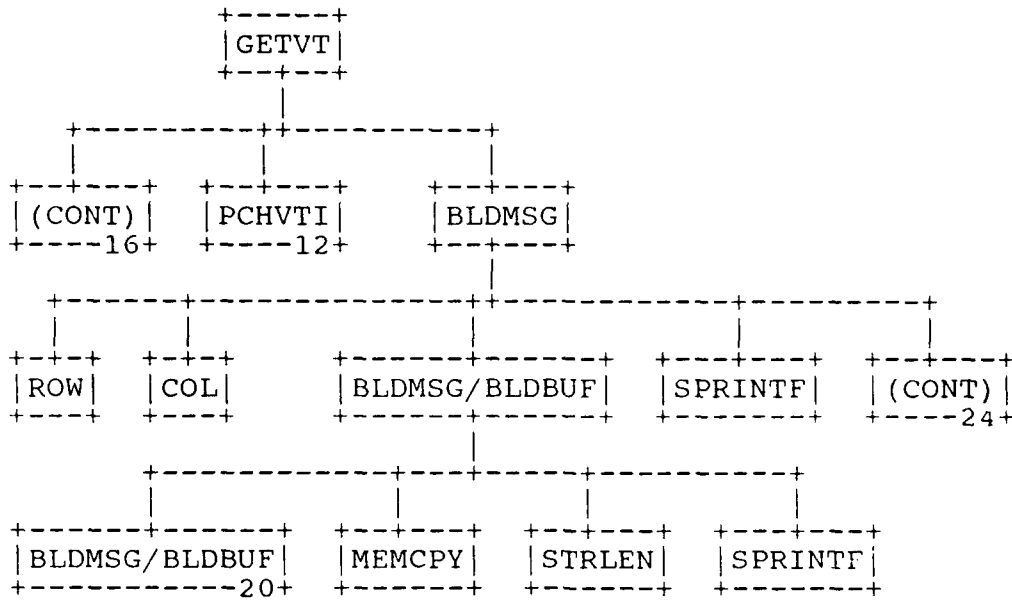 GETVT
(CONT) PCHVTI BLDMSG
16 12
ROW COL BLDMSG/BLDBUF SPRINTF (CONT)
24
BLDMSG/BLDBUF MEMCPY STRLEN SPRINTF
20